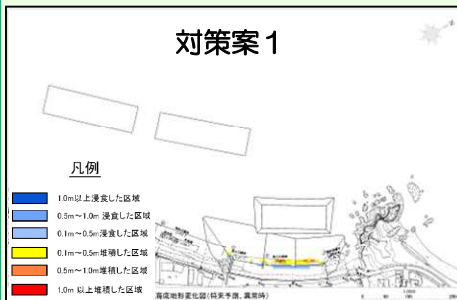 対策案1
凡例
1.0m以上浸食した区域
0.5m～1.0m 浸食した区域
0.1m～0.5m浸食した区域
0.1m～0.5m堆積した区域
0.5m～1.0m堆積した区域
1.0m 以上堆積した区域
海底地形変化図(将来予測、異常時)